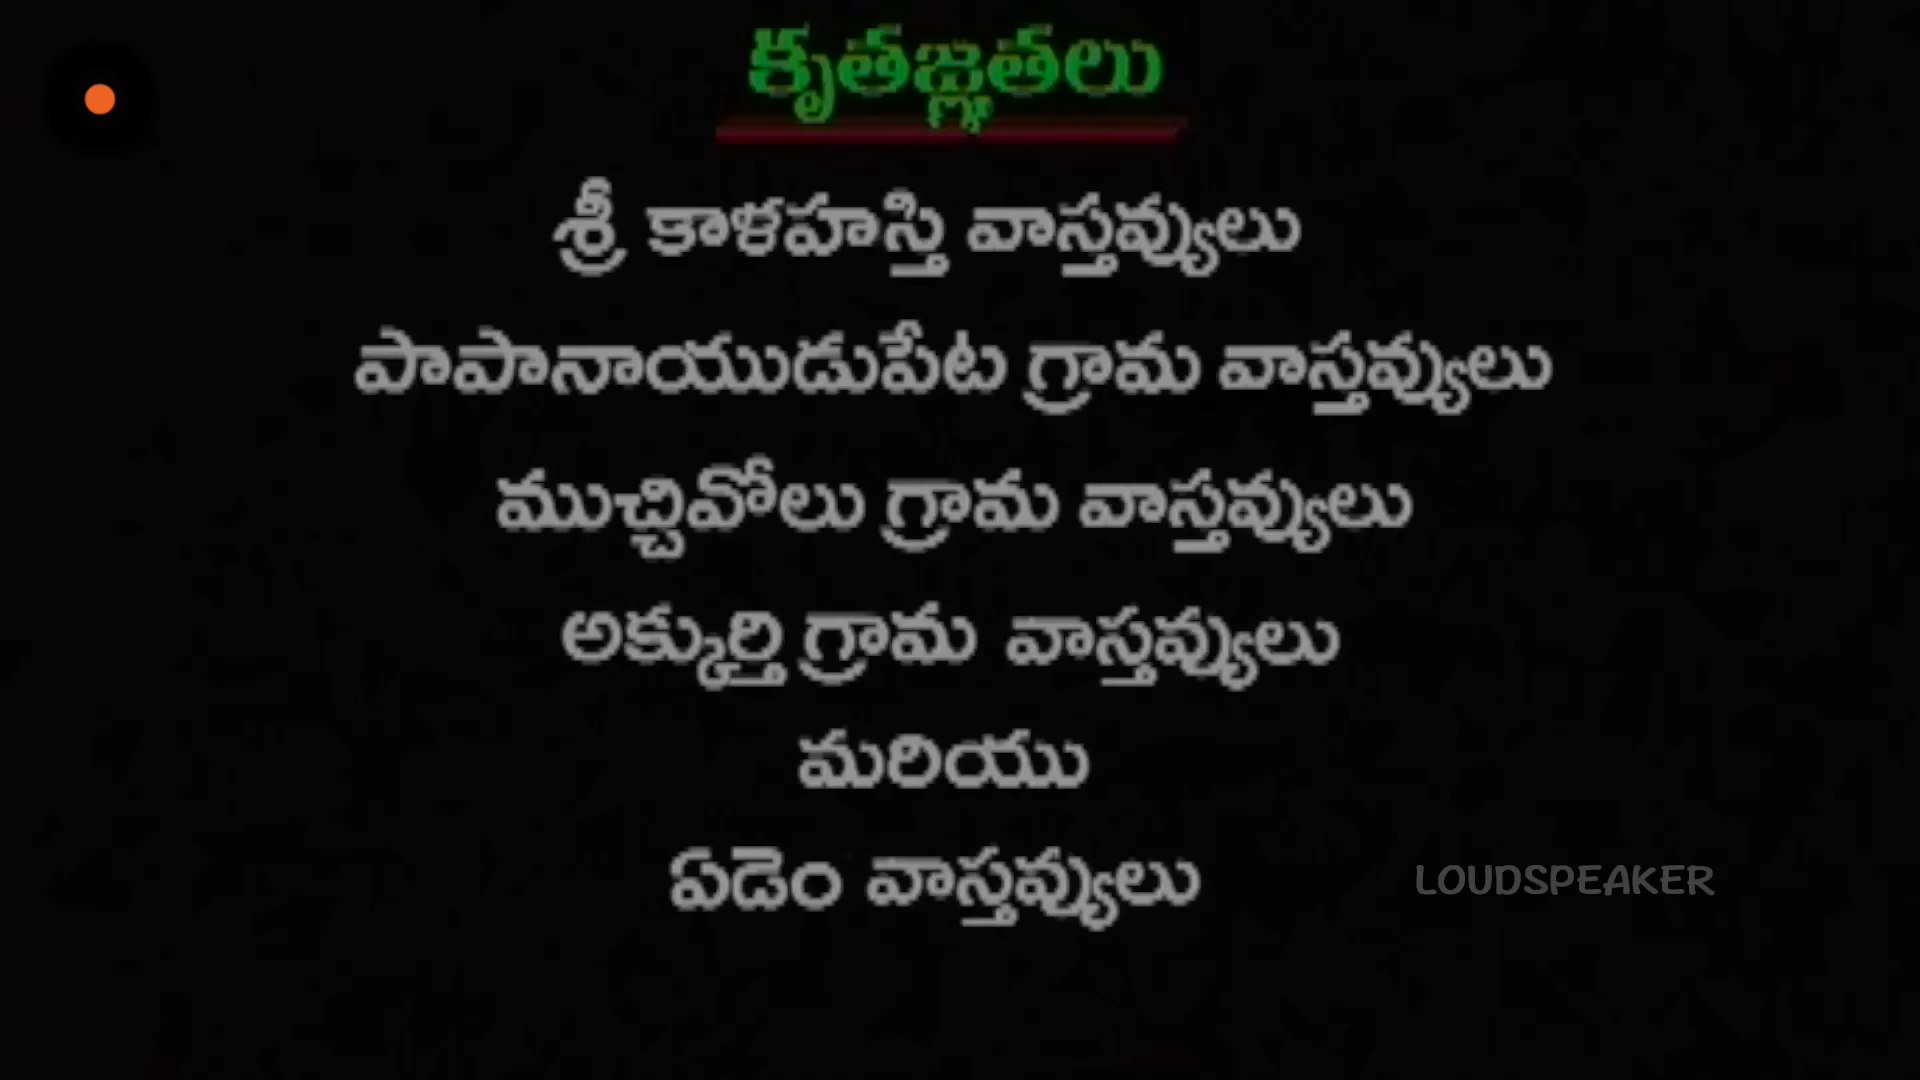 కృతజ్ఞతలు
శ్రీ కాళహస్తి వాస్తవ్యులు
పాపానాయుడుపేట గ్రామ వాస్తవ్యులు
ముచ్చివోలు గ్రామ వాస్తవ్యులు
అక్కుర్తి గ్రామ వాస్తవ్యులు
మరియు
ఏడెం వాస్తవ్యులు
LOUDSPEAKER